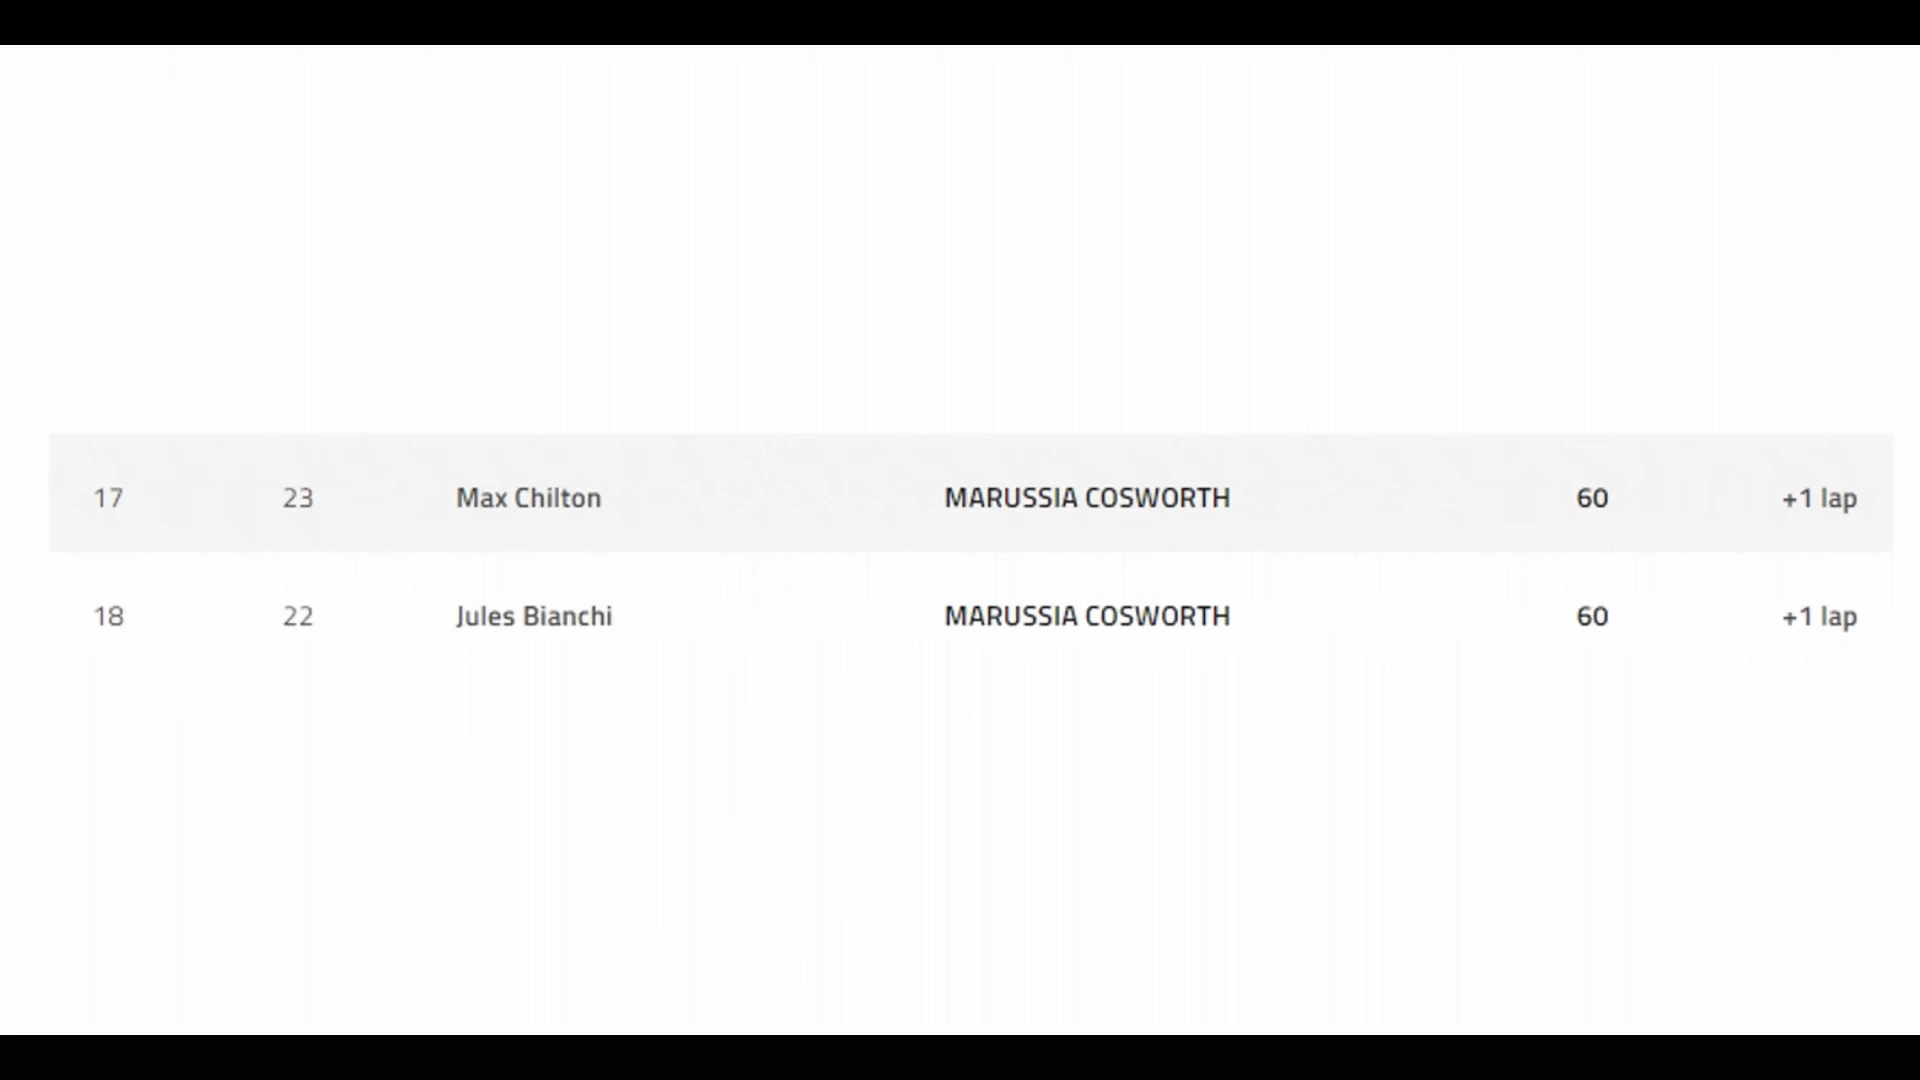 17 23 Max Chilton MARUSSIA COSWORTH 60 +1 lap
18 22 Jules Bianchi MARUSSIA COSWORTH 60 +1 lap